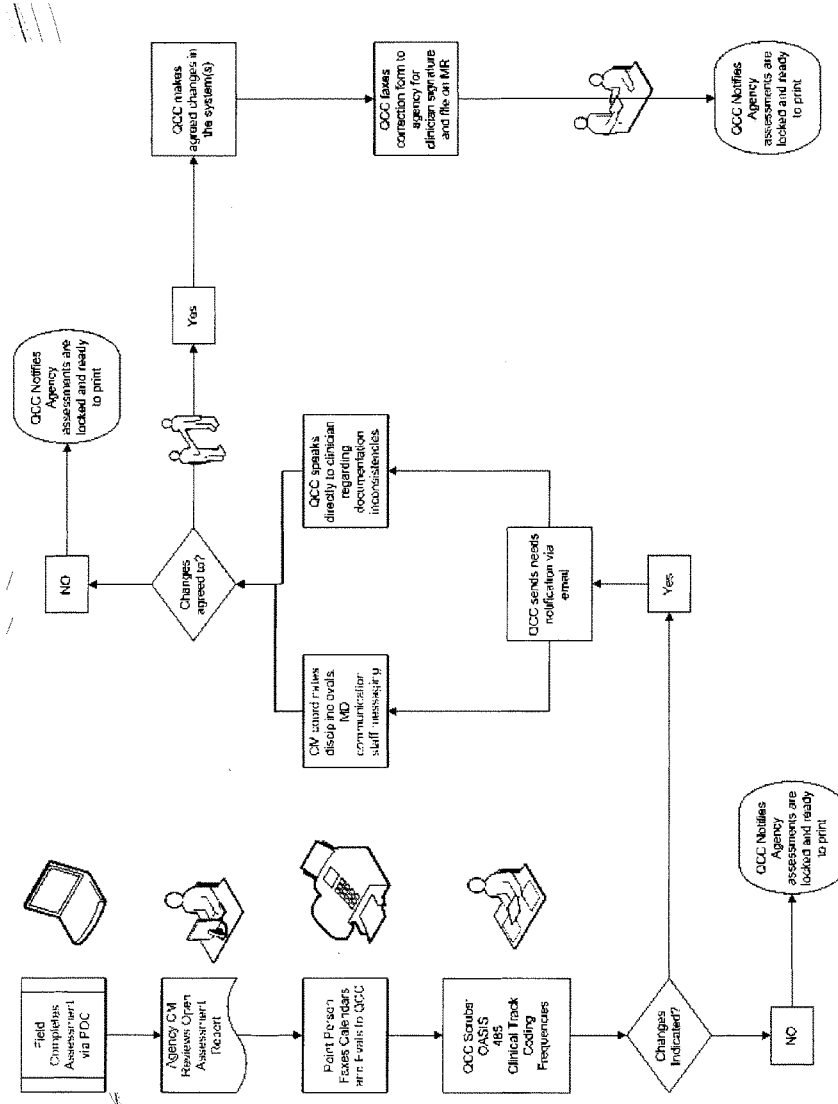 Field
Completes
Assessment
via PDC
Agency CM
Reviews Open
Assessment
Report
Point Person
Faxes Calendars
and Evals to QCC
QCC Scrubs:
OASIS
485
Clinical Track
Coding
Frequencies
Changes
Indicated?
NO
QCC Notifies
Agency
assessments are
locked and ready
to print
Yes
QCC sends needs
notification via
email
CM coordinates
discipline evals,
MD
communication
staff messaging
QCC speaks
directly to clinician
regarding
documentation
inconsistencies
Changes
agreed to?
NO
QCC Notifies
Agency
assessments are
locked and ready
to print
Yes
QCC makes
agreed changes in
the system(s)
QCC faxes
correction form to
agency for
clinician signature
and file on MR
QCC Notifies
Agency
assessments are
locked and ready
to print